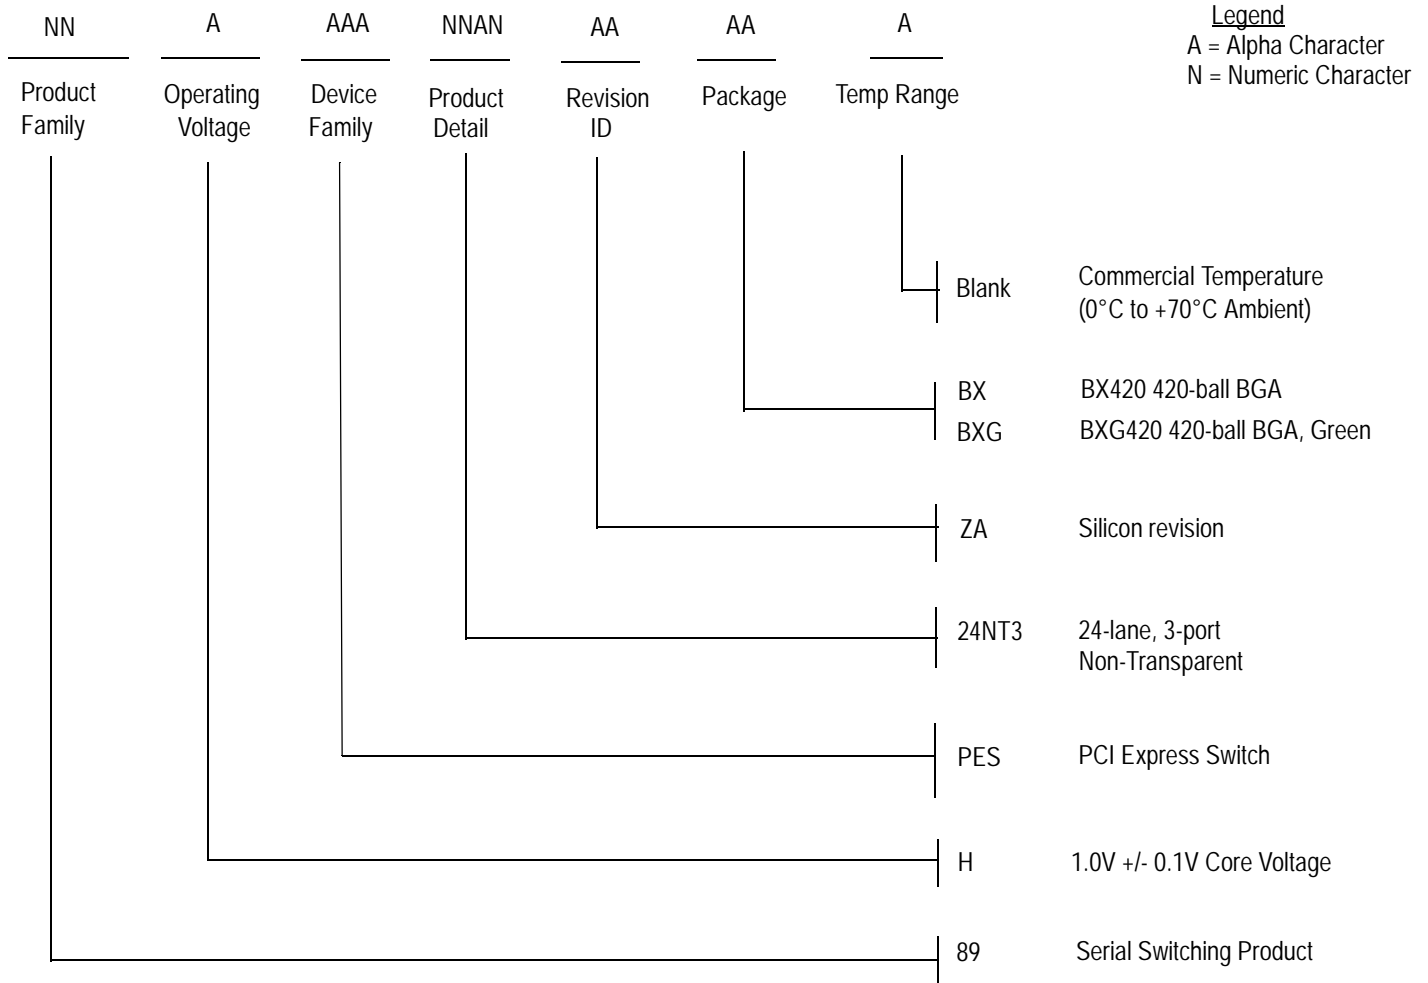 NN A AAA NNAN AA AA A
Legend
A = Alpha Character
N = Numeric Character
Product
Family
Operating
Voltage
Device
Family
Product
Detail
Revision
ID
Package
Temp Range
Blank Commercial Temperature
(0°C to +70°C Ambient)
BX BX420 420-ball BGA
BXG BXG420 420-ball BGA, Green
ZA Silicon revision
24NT3 24-lane, 3-port
Non-Transparent
PES PCI Express Switch
H 1.0V +/- 0.1V Core Voltage
89 Serial Switching Product